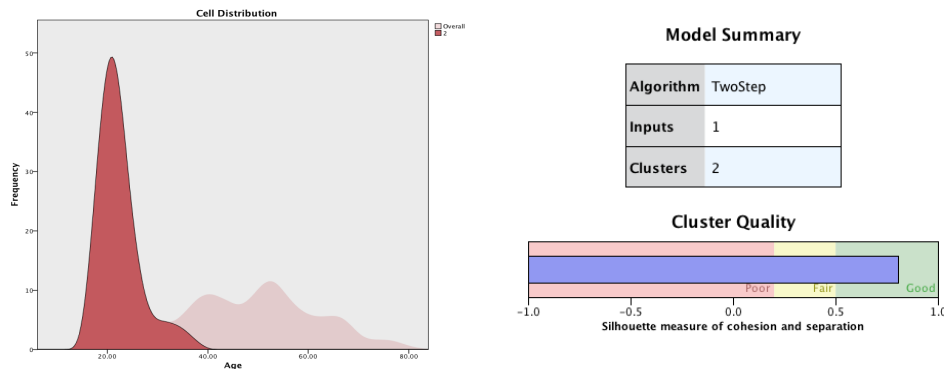 Cell Distribution
Overall
2
50
40
30
20
10
0
Frequency
20.00 40.00 60.00 80.00
Age
Model Summary
Algorithm TwoStep
Inputs 1
Clusters 2
Cluster Quality
Poor Fair Good
-1.0 -0.5 0.0 0.5 1.0
Silhouette measure of cohesion and separation